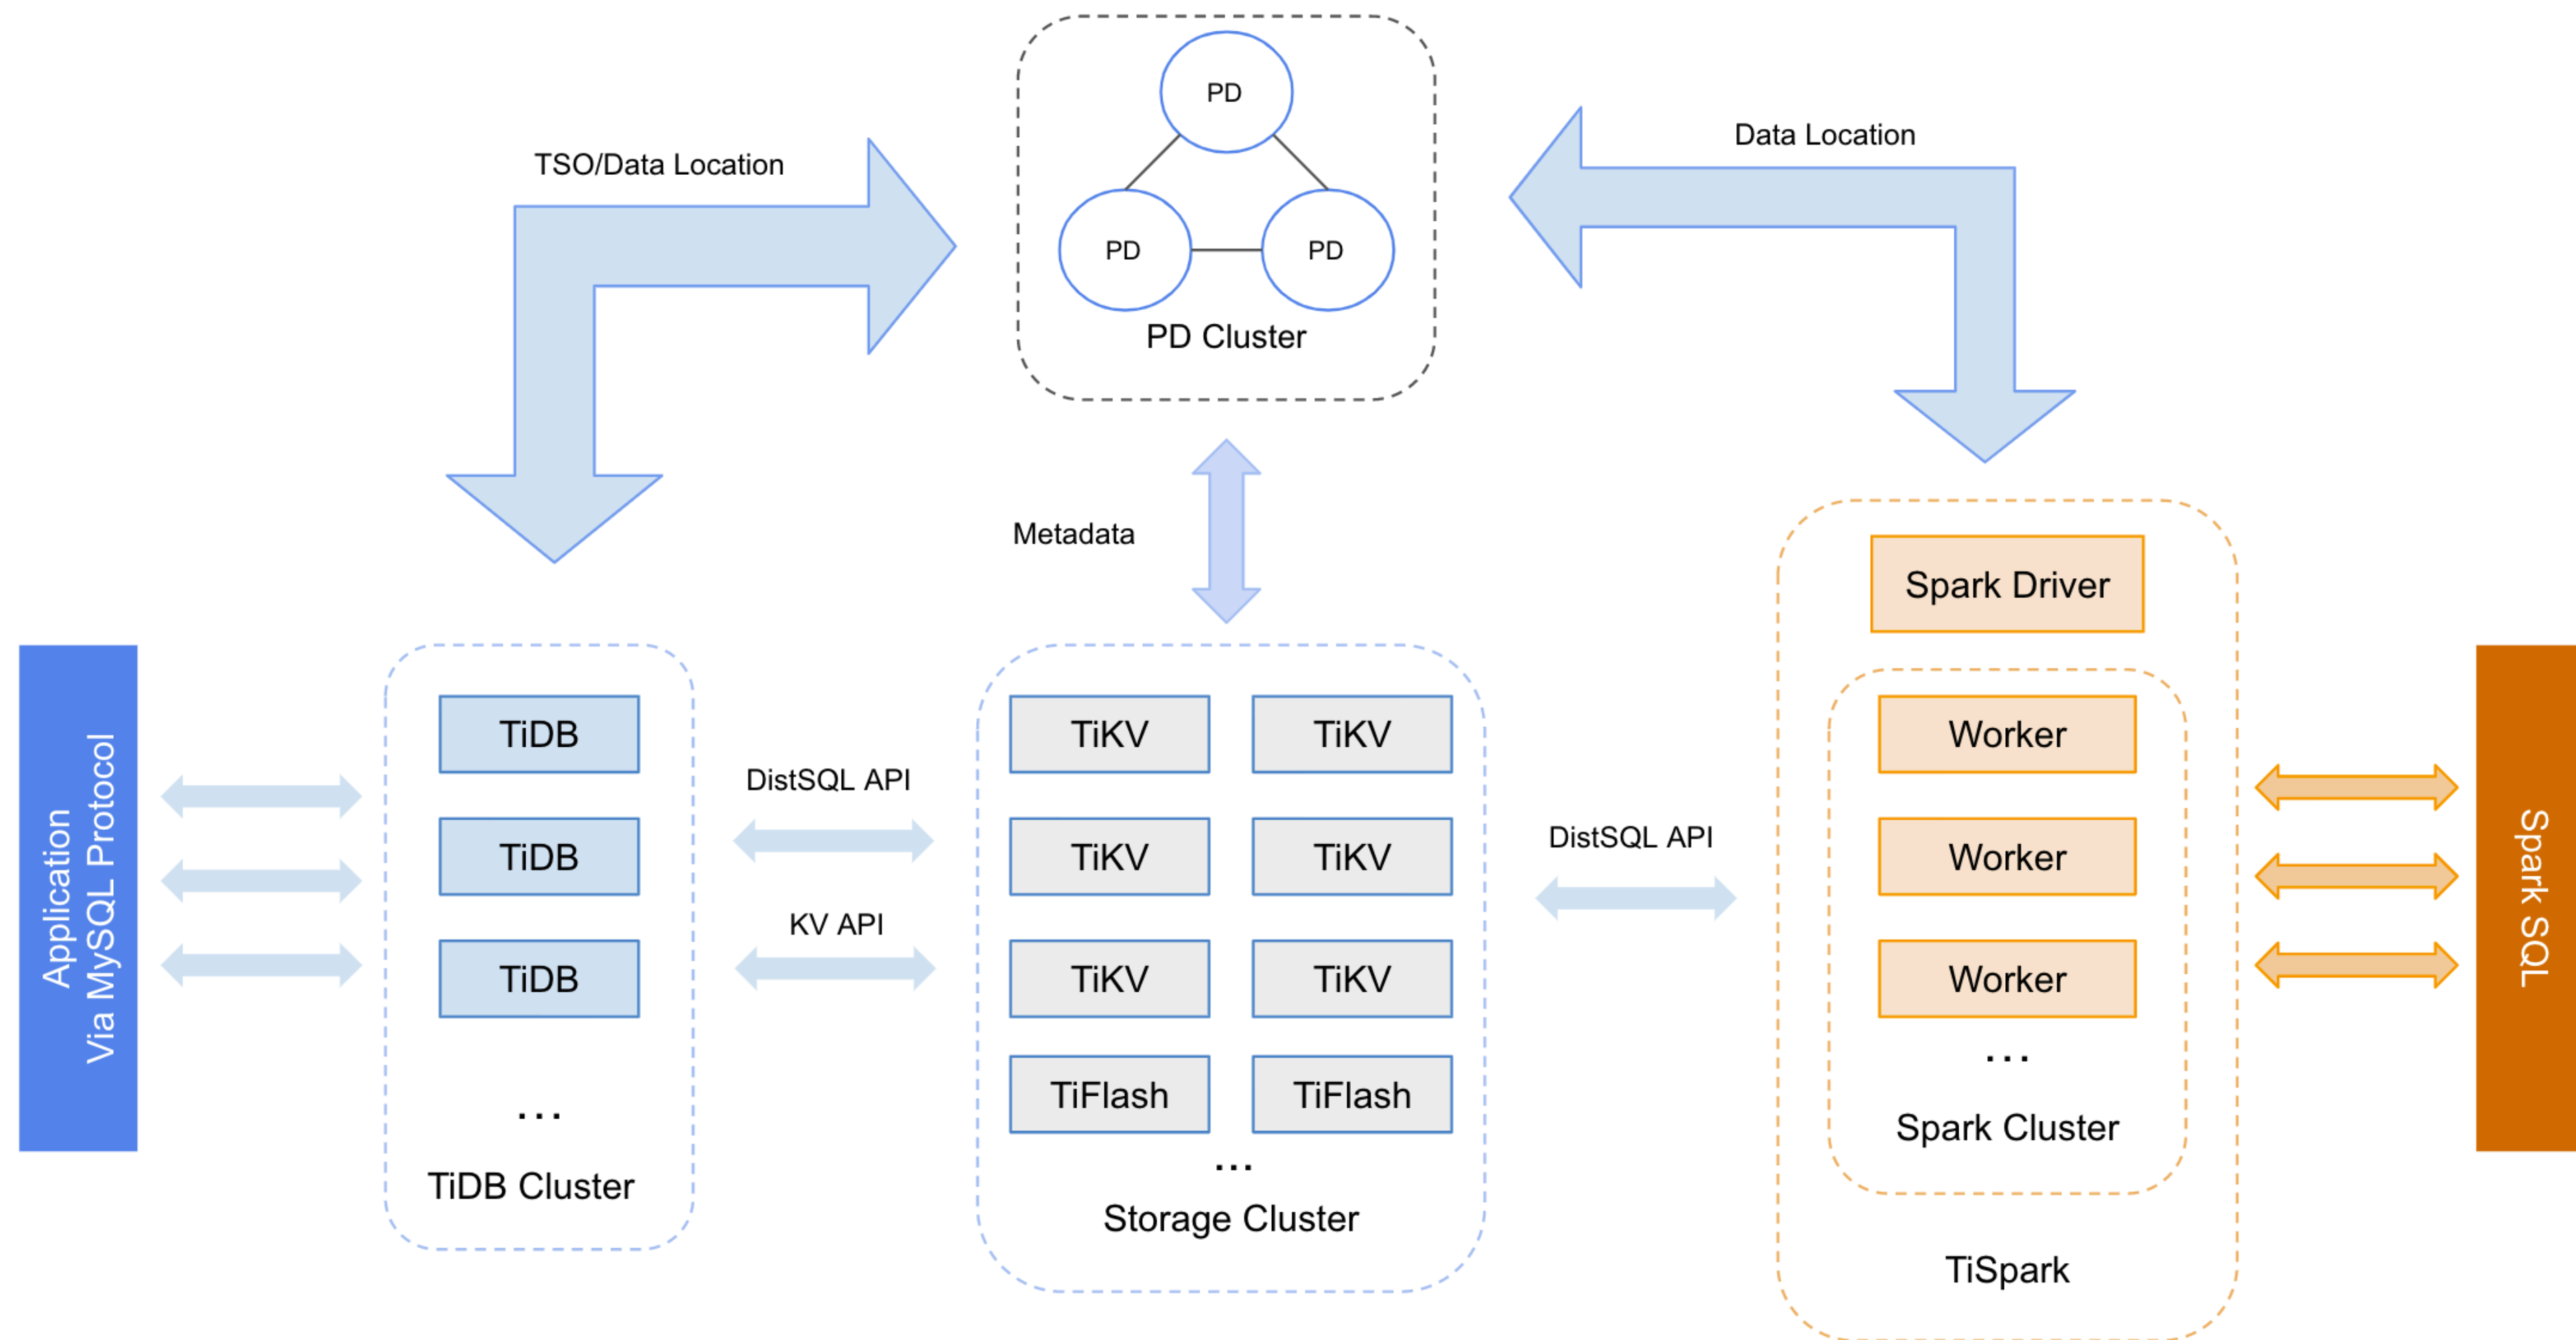 PD
Data Location
TSO/Data Location
PD
PD
PD Cluster
Metadata
Spark Driver
Application
Via MySQL Protocol
TiDB
TiDB
TiDB
...
TiDB Cluster
DistSQL API
KV API
TiKV
TiKV
TiKV
TiKV
TiKV
TiKV
TiFlash
TiFlash
...
Storage Cluster
DistSQL API
Worker
Worker
Worker
...
Spark Cluster
TiSpark
Spark SQL